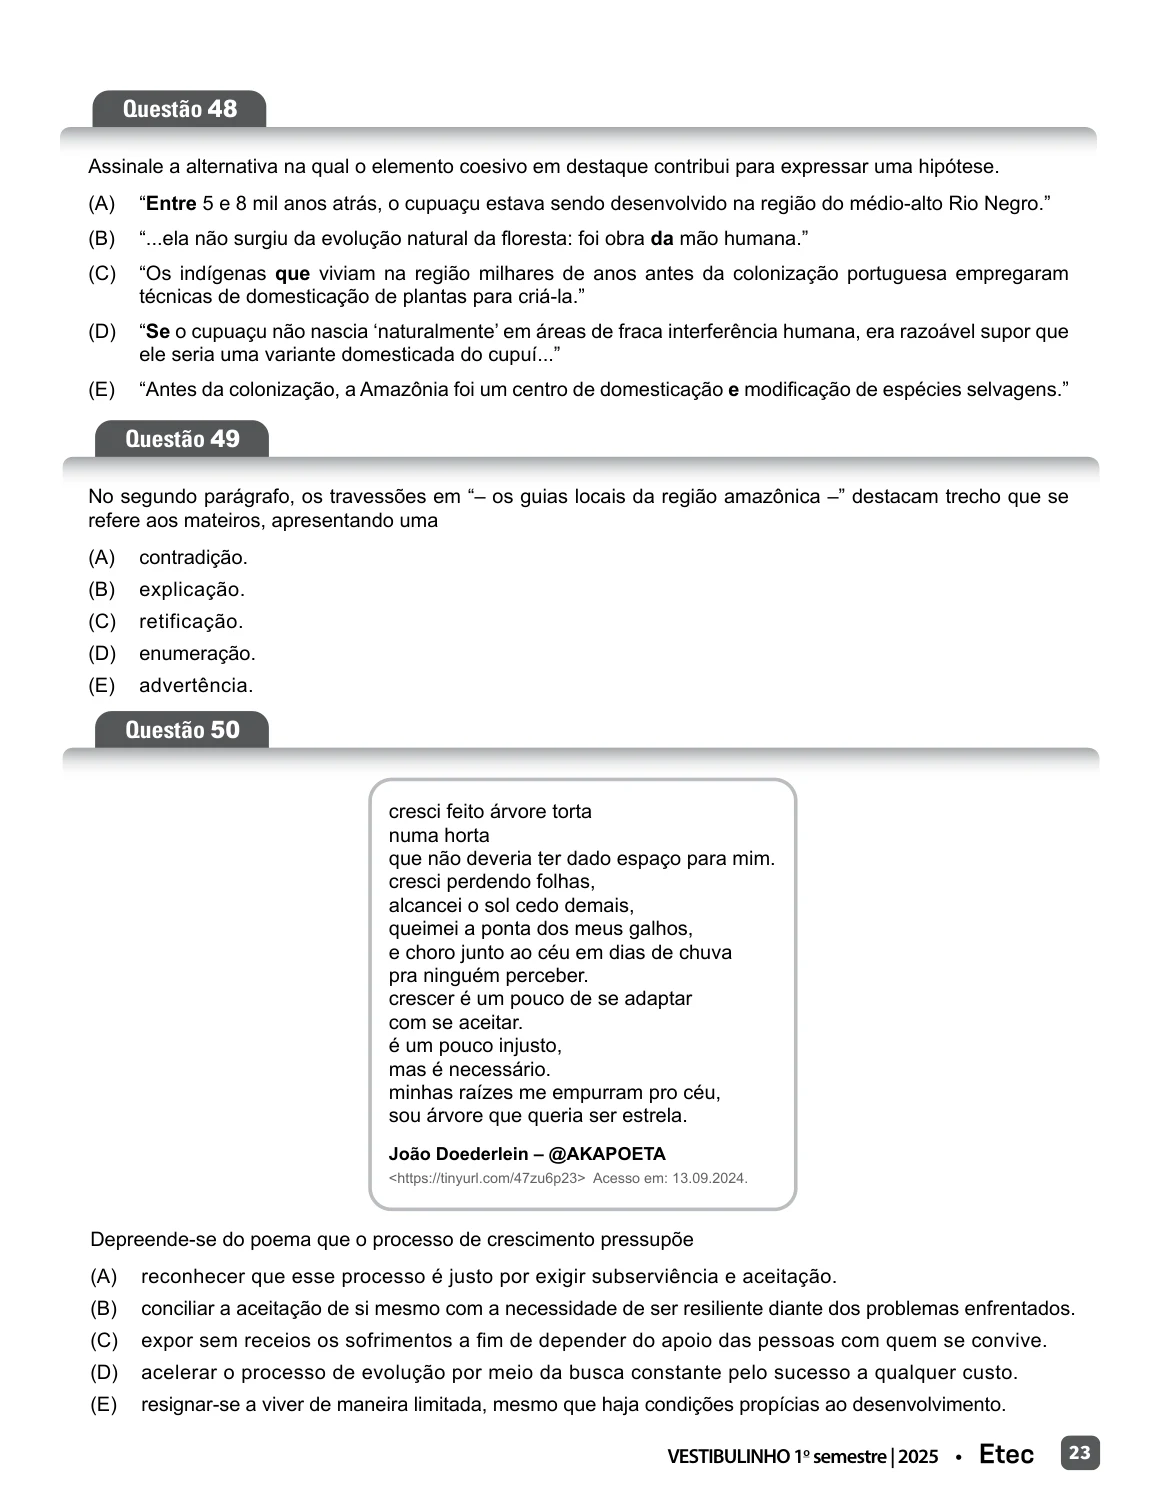 Questão 48
Assinale a alternativa na qual o elemento coesivo em destaque contribui para expressar uma hipótese.
(A) “Entre 5 e 8 mil anos atrás, o cupuaçu estava sendo desenvolvido na região do médio-alto Rio Negro.”
(B) “...ela não surgiu da evolução natural da floresta: foi obra da mão humana.”
(C) “Os indígenas que viviam na região milhares de anos antes da colonização portuguesa empregaram
técnicas de domesticação de plantas para criá-la.”
(D) “Se o cupuaçu não nascia ‘naturalmente’ em áreas de fraca interferência humana, era razoável supor que
ele seria uma variante domesticada do cupuí...”
(E) “Antes da colonização, a Amazônia foi um centro de domesticação e modificação de espécies selvagens.”
Questão 49
No segundo parágrafo, os travessões em “– os guias locais da região amazônica –” destacam trecho que se
refere aos mateiros, apresentando uma
(A) contradição.
(B) explicação.
(C) retificação.
(D) enumeração.
(E) advertência.
Questão 50
cresci feito árvore torta
numa horta
que não deveria ter dado espaço para mim.
cresci perdendo folhas,
alcancei o sol cedo demais,
queimei a ponta dos meus galhos,
e choro junto ao céu em dias de chuva
pra ninguém perceber.
crescer é um pouco de se adaptar
com se aceitar.
é um pouco injusto,
mas é necessário.
minhas raízes me empurram pro céu,
sou árvore que queria ser estrela.
João Doederlein – @AKAPOETA
<https://tinyurl.com/47zu6p23> Acesso em: 13.09.2024.
Depreende-se do poema que o processo de crescimento pressupõe
(A) reconhecer que esse processo é justo por exigir subserviência e aceitação.
(B) conciliar a aceitação de si mesmo com a necessidade de ser resiliente diante dos problemas enfrentados.
(C) expor sem receios os sofrimentos a fim de depender do apoio das pessoas com quem se convive.
(D) acelerar o processo de evolução por meio da busca constante pelo sucesso a qualquer custo.
(E) resignar-se a viver de maneira limitada, mesmo que haja condições propícias ao desenvolvimento.
VESTIBULINHO 1º semestre | 2025 • Etec 23